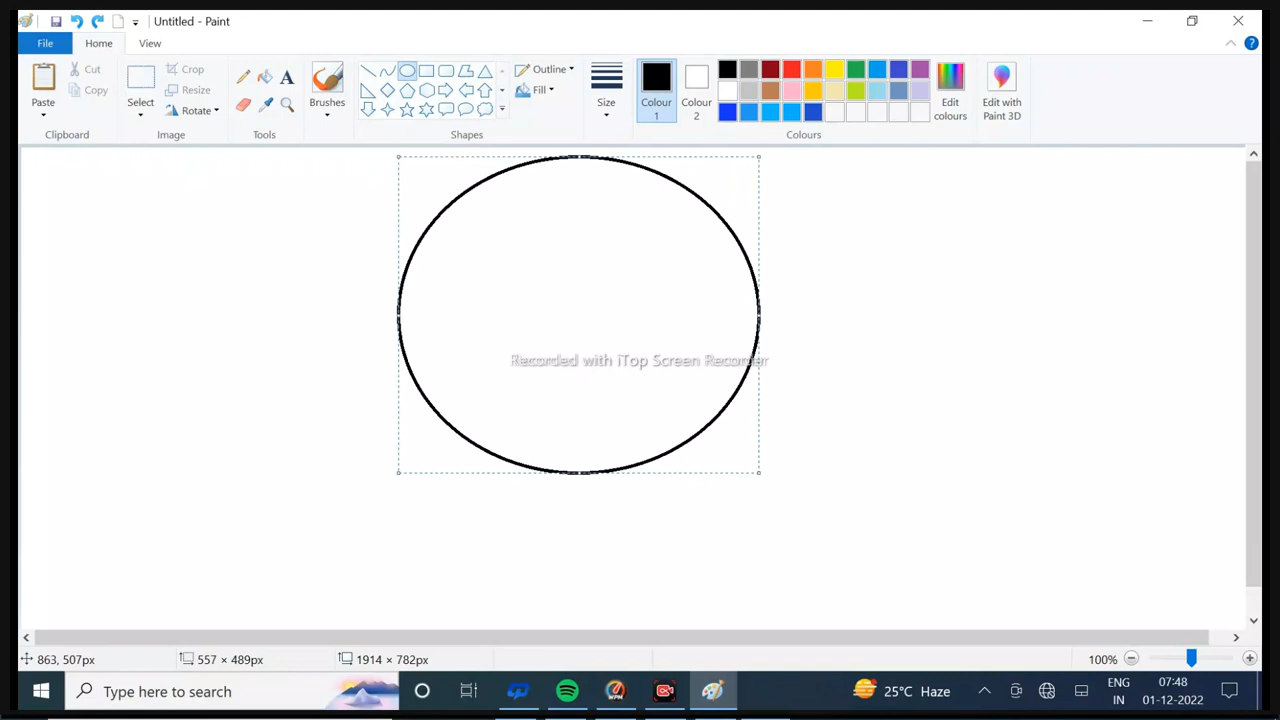 Untitled - Paint
File Home View
Paste
Cut
Copy
Clipboard
Select
Crop
Resize
Rotate
Image
A
Tools
Brushes
Shapes
Outline
Fill
Size
Colour 1
Colour 2
Edit colours
Colours
Edit with Paint 3D
?
Recorded with iTop Screen Recorder
863, 507px
557 × 489px
1914 × 782px
100%
Type here to search
WPM
25°C Haze
ENG
IN
07:48
01-12-2022